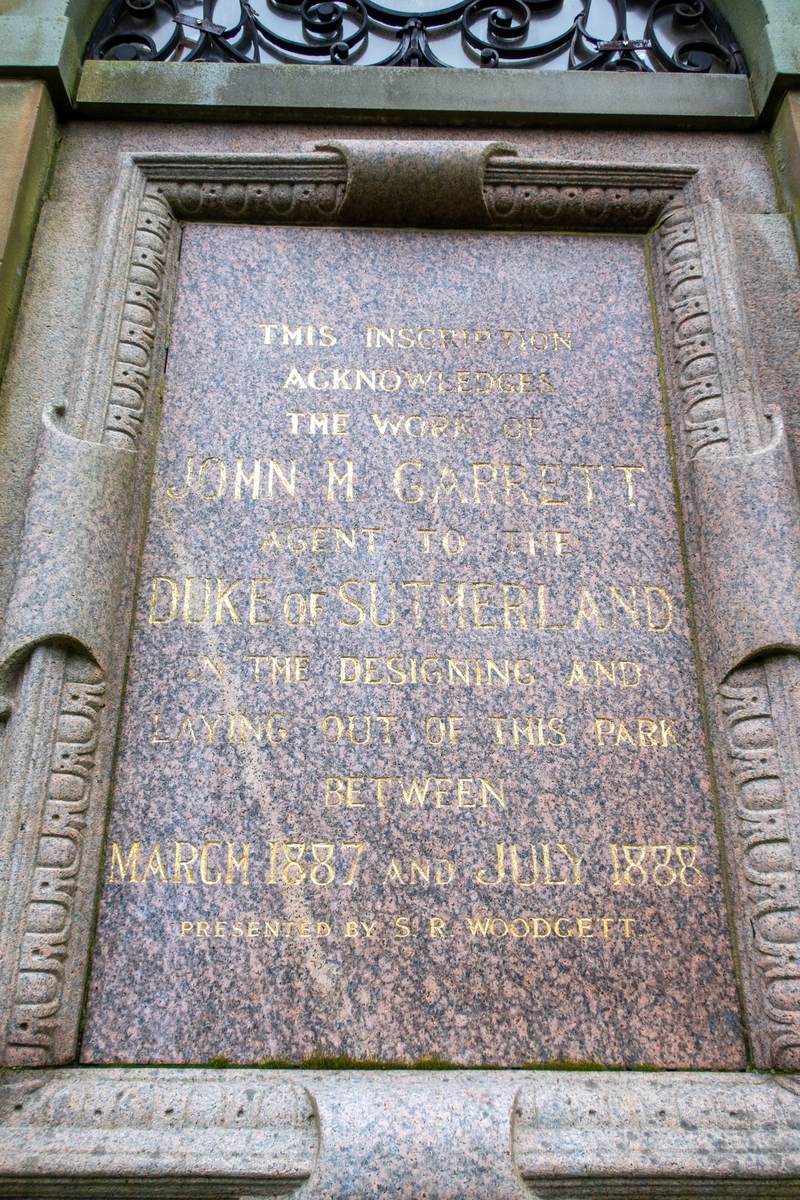 THIS INSCRIPTION
ACKNOWLEDGES
THE WORK OF
JOHN H. GARRETT
AGENT TO THE
DUKE OF SUTHERLAND
IN THE DESIGNING AND
LAYING OUT OF THIS PARK
BETWEEN
MARCH 1887 AND JULY 1888
PRESENTED BY S. R. WOODGETT.